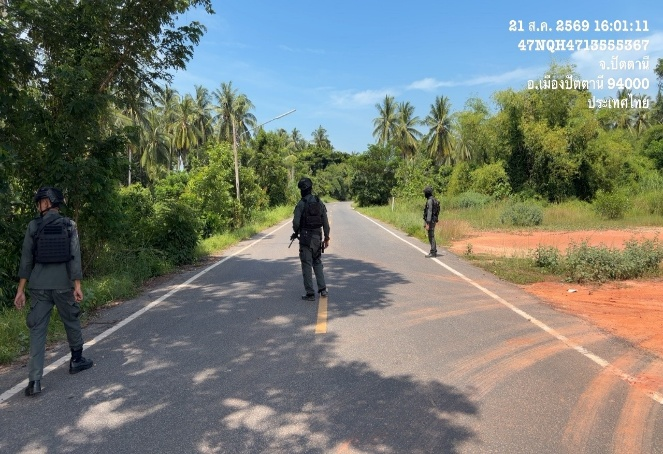 21 ส.ค. 2569 16:01:11
47NQH4713555367
จ.ปัตตานี
อ.เมืองปัตตานี 94000
ประเทศไทย